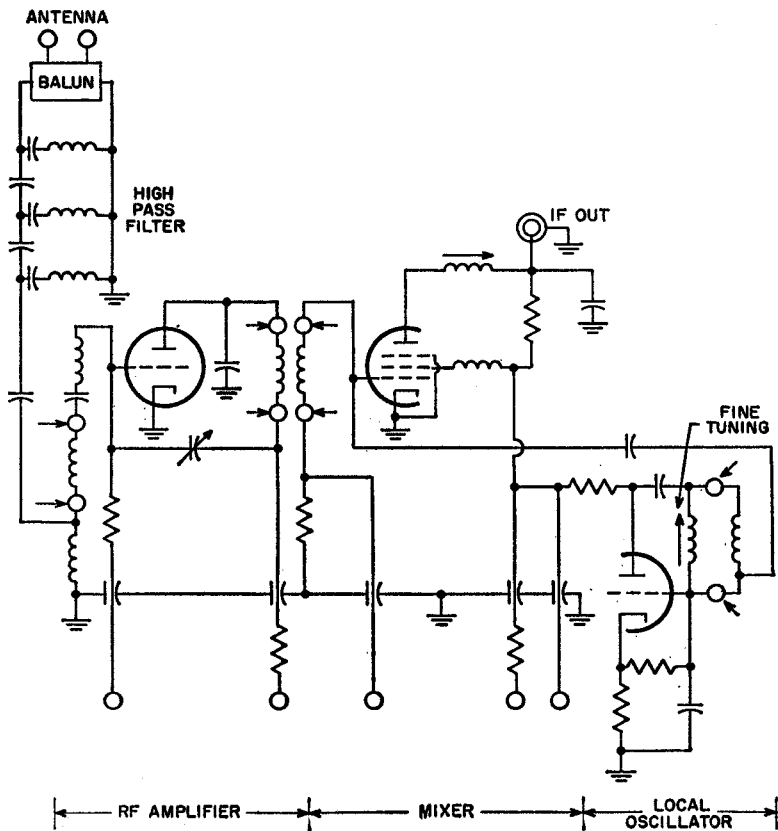 ANTENNA
BALUN
HIGH
PASS
FILTER
IF OUT
FINE
TUNING
RF AMPLIFIER
MIXER
LOCAL
OSCILLATOR